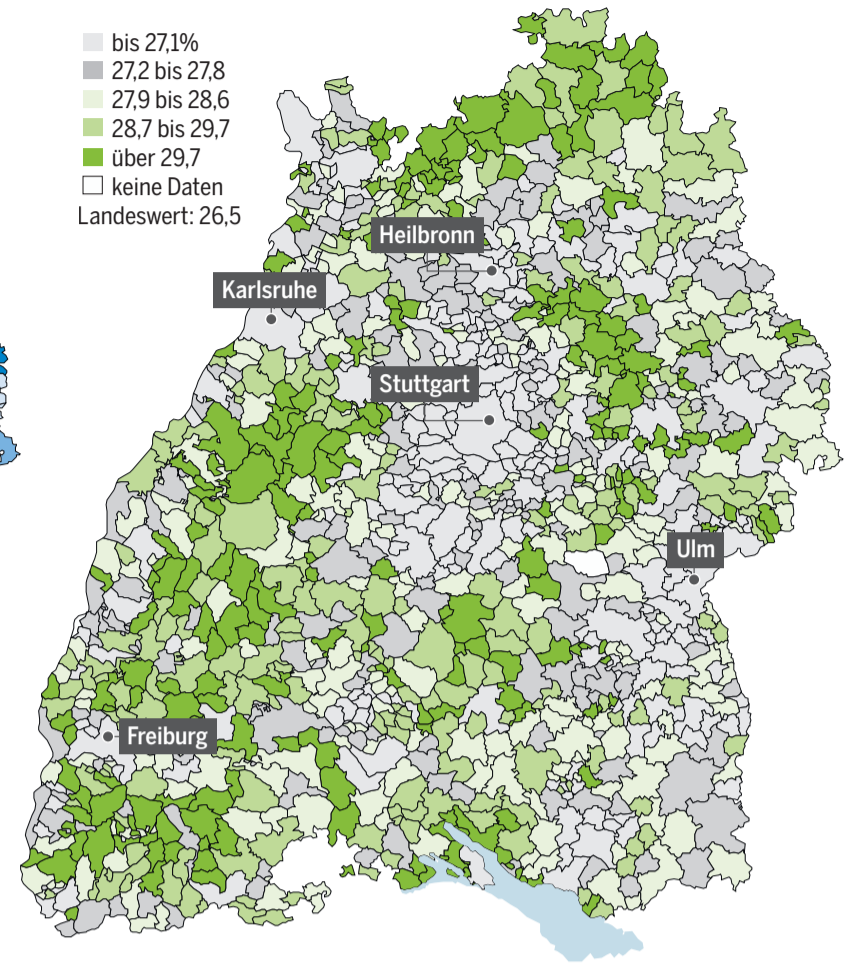 bis 27,1%
27,2 bis 27,8
27,9 bis 28,6
28,7 bis 29,7
über 29,7
keine Daten
Landeswert: 26,5
Heilbronn
Karlsruhe
Stuttgart
Ulm
Freiburg